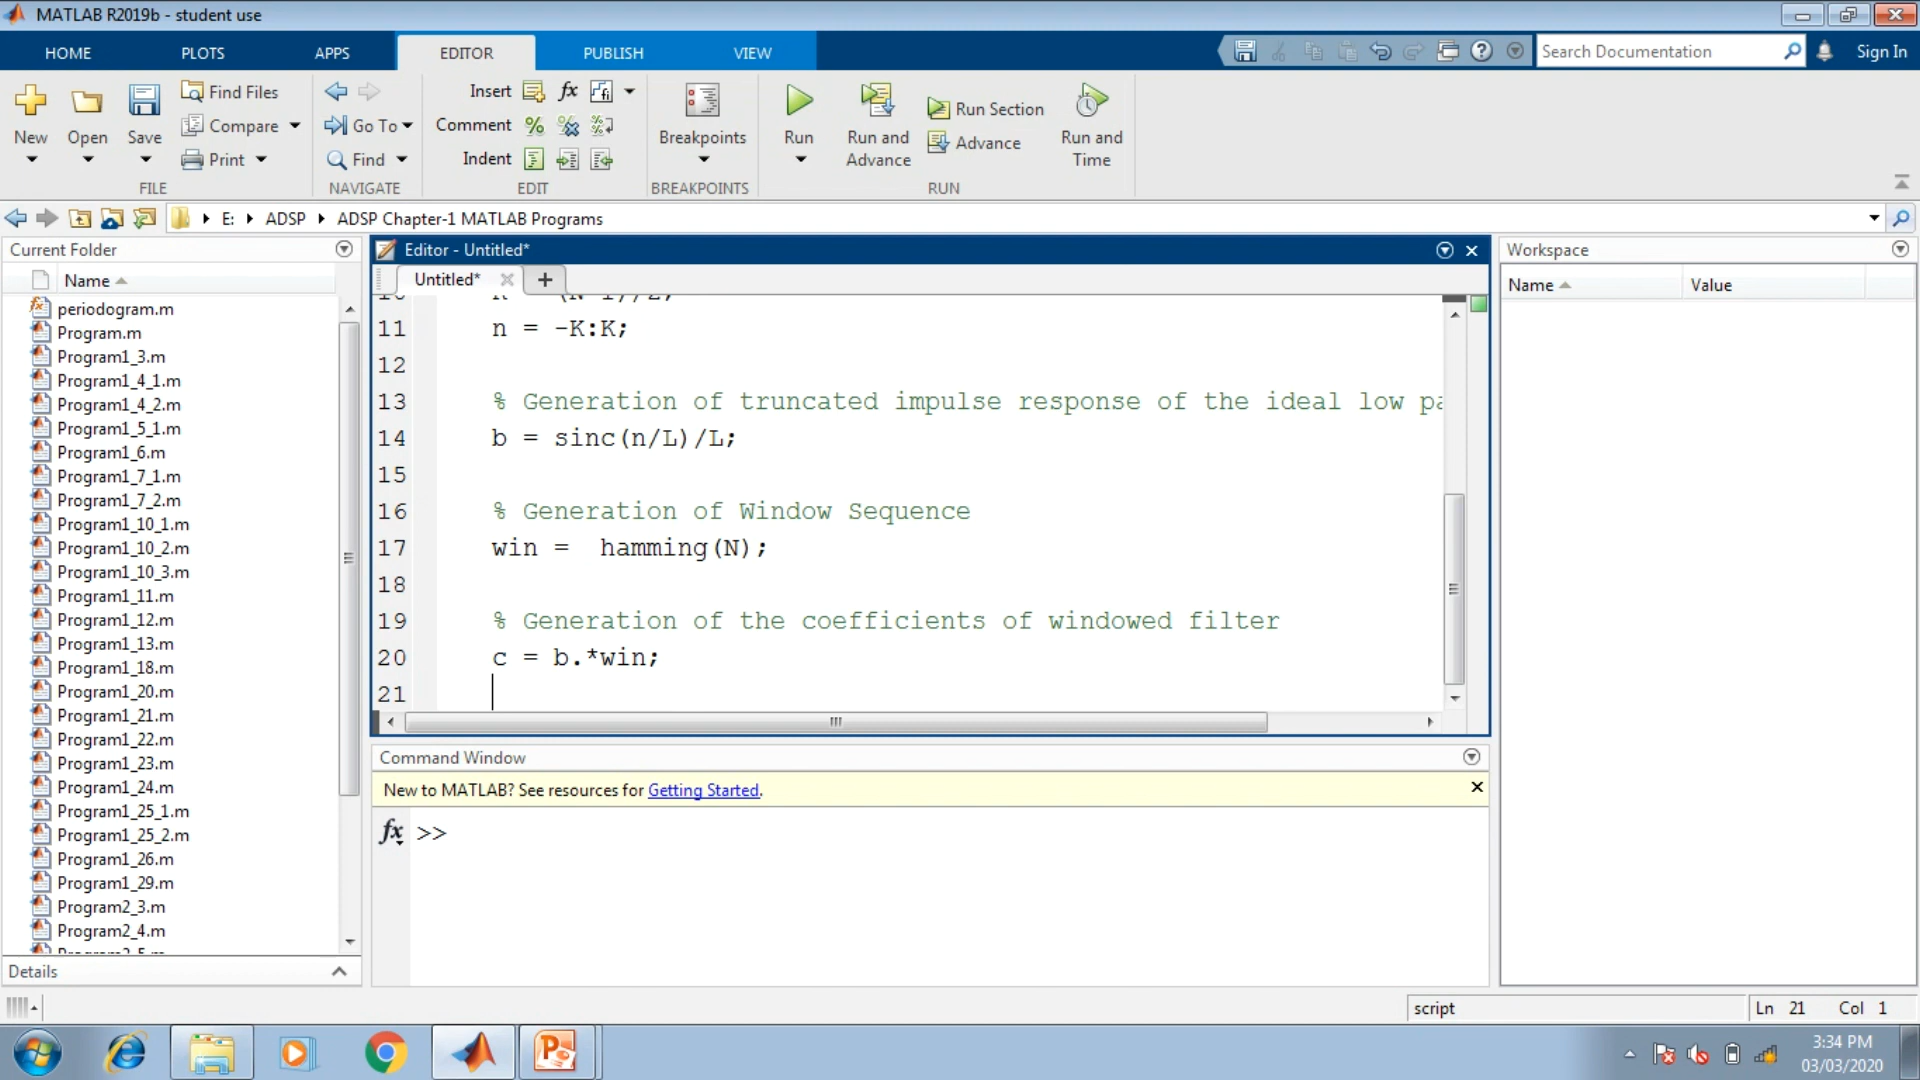 MATLAB R2019b - student use
HOME
PLOTS
APPS
EDITOR
PUBLISH
VIEW
Search Documentation
Sign In
New
Open
Save
Find Files
Compare
Print
FILE
Go To
Find
NAVIGATE
Insert
fx
Comment
Indent
EDIT
Breakpoints
BREAKPOINTS
Run
Run and Advance
Run Section
Advance
Run and Time
RUN
E:
ADSP
ADSP Chapter-1 MATLAB Programs
Current Folder
Name
periodogram.m
Program.m
Program1_3.m
Program1_4_1.m
Program1_4_2.m
Program1_5_1.m
Program1_6.m
Program1_7_1.m
Program1_7_2.m
Program1_10_1.m
Program1_10_2.m
Program1_10_3.m
Program1_11.m
Program1_12.m
Program1_13.m
Program1_18.m
Program1_20.m
Program1_21.m
Program1_22.m
Program1_23.m
Program1_24.m
Program1_25_1.m
Program1_25_2.m
Program1_26.m
Program1_29.m
Program2_3.m
Program2_4.m
Details
Editor - Untitled*
Untitled*
11 n = -K:K;
12
13 % Generation of truncated impulse response of the ideal low pa
14 b = sinc(n/L)/L;
15
16 % Generation of Window Sequence
17 win =  hamming(N);
18
19 % Generation of the coefficients of windowed filter
20 c = b.*win;
21
Command Window
New to MATLAB? See resources for Getting Started.
fx >>
Workspace
Name
Value
script
Ln 21 Col 1
3:34 PM
03/03/2020